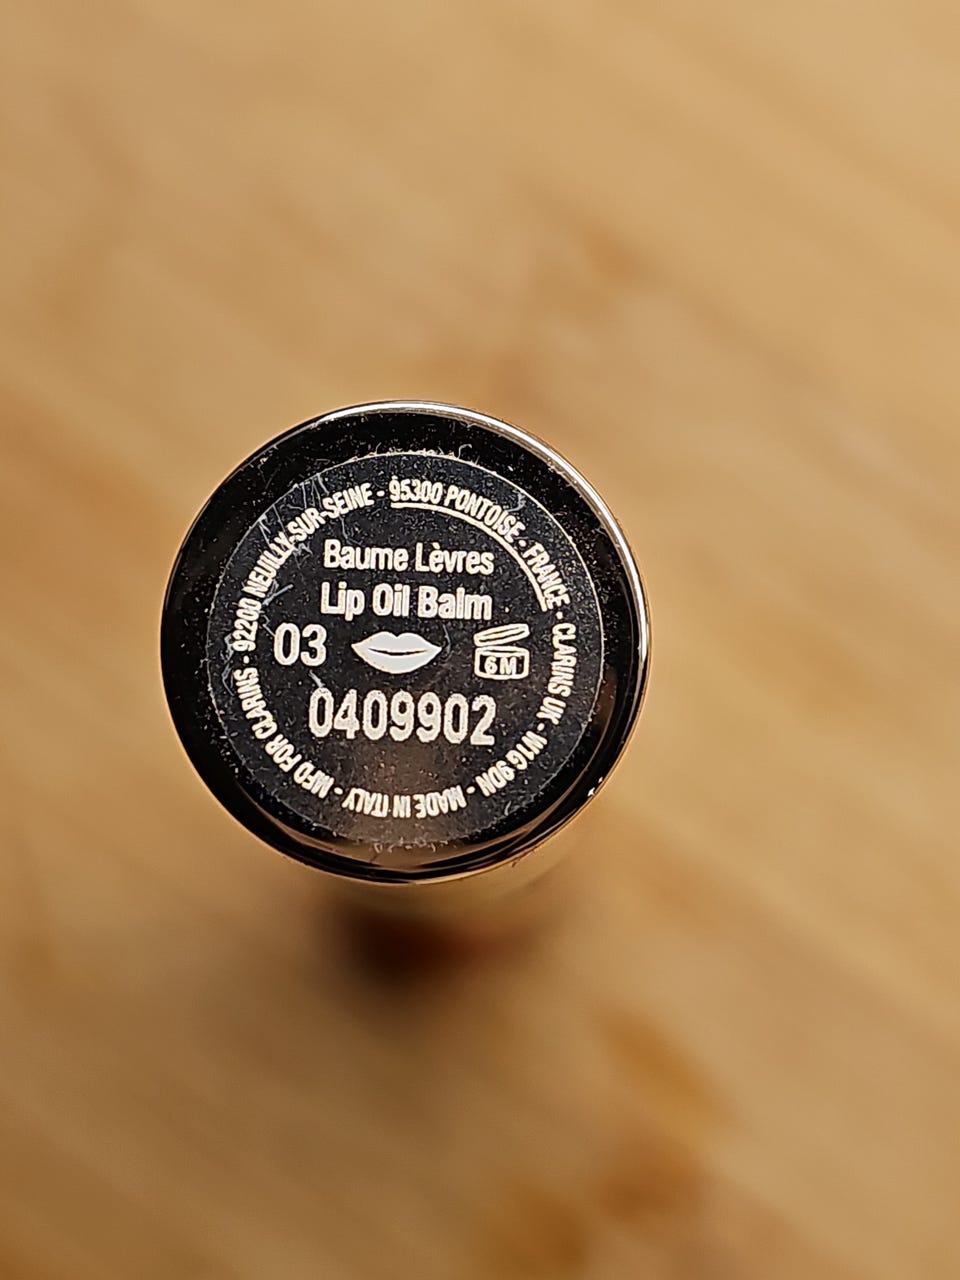 MFD FOR CLARINS - 92200 NEUILLY-SUR-SEINE - 95300 PONTOISE - FRANCE CLARINS UK - W1G 9DN - MADE IN ITALY -
Baume Lèvres
Lip Oil Balm
03 6M
0409902